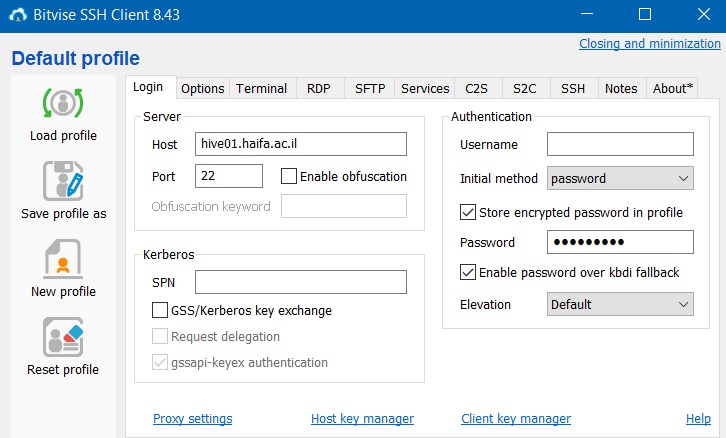 Bitvise SSH Client 8.43
Closing and minimization
Default profile
Load profile
Save profile as
New profile
Reset profile
Login Options Terminal RDP SFTP Services C2S S2C SSH Notes About*
Server
Host hive01.haifa.ac.il
Port 22 Enable obfuscation
Obfuscation keyword
Kerberos
SPN
GSS/Kerberos key exchange
Request delegation
gssapi-keyex authentication
Authentication
Username
Initial method password
Store encrypted password in profile
Password ●●●●●●●●●
Enable password over kbdi fallback
Elevation Default
Proxy settings Host key manager Client key manager Help